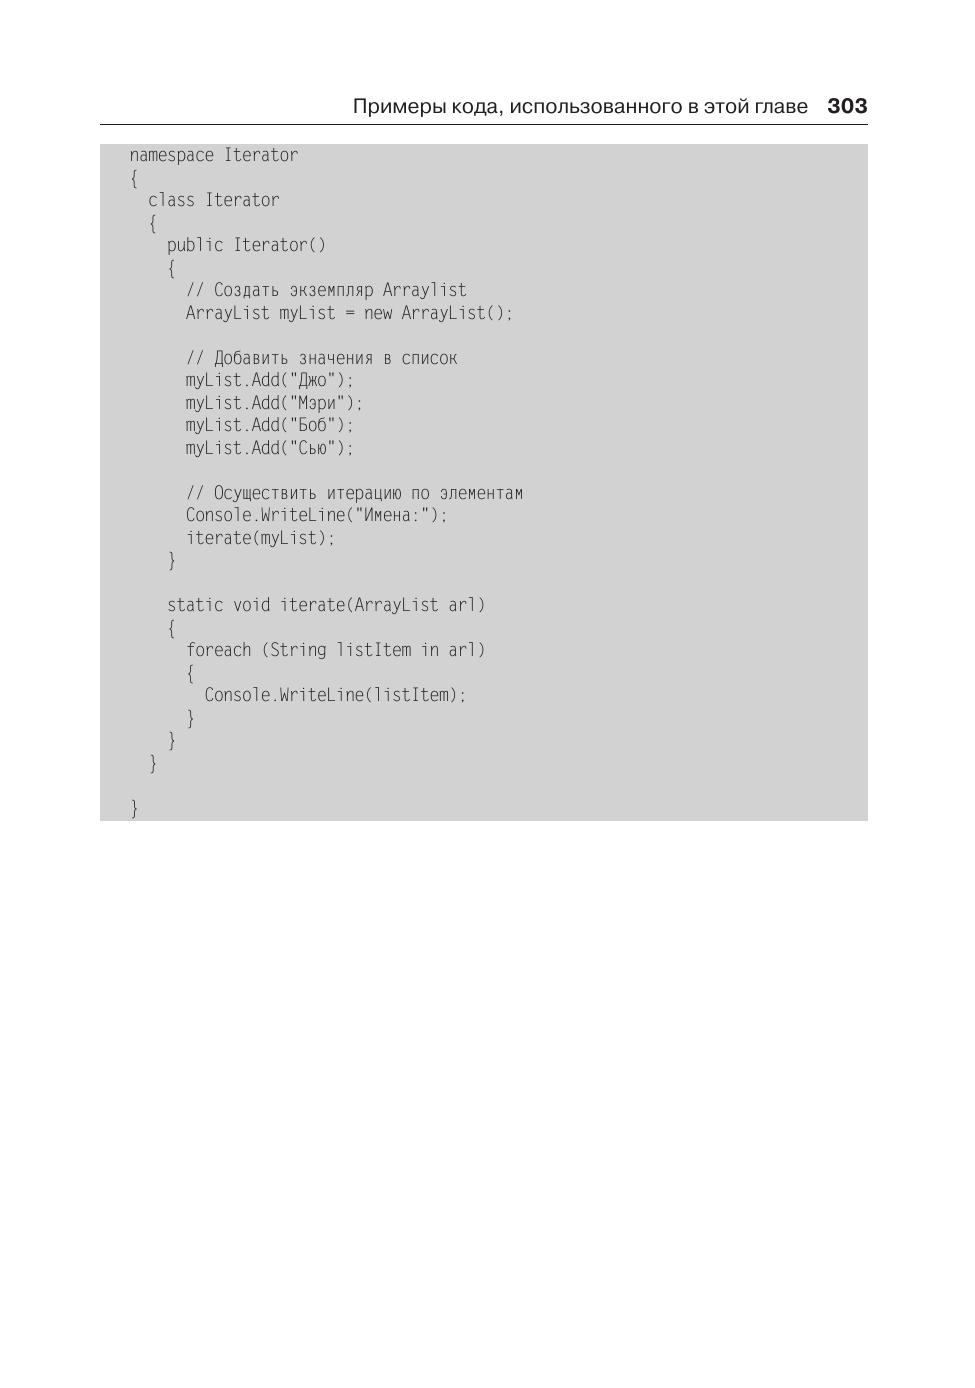 Примеры кода, использованного в этой главе 303
namespace Iterator
{
  class Iterator
  {
    public Iterator()
    {
      // Создать экземпляр Arraylist
      ArrayList myList = new ArrayList();

      // Добавить значения в список
      myList.Add("Джо");
      myList.Add("Мэри");
      myList.Add("Боб");
      myList.Add("Сью");

      // Осуществить итерацию по элементам
      Console.WriteLine("Имена:");
      iterate(myList);
    }

    static void iterate(ArrayList arl)
    {
      foreach (String listItem in arl)
      {
        Console.WriteLine(listItem);
      }
    }
  }

}